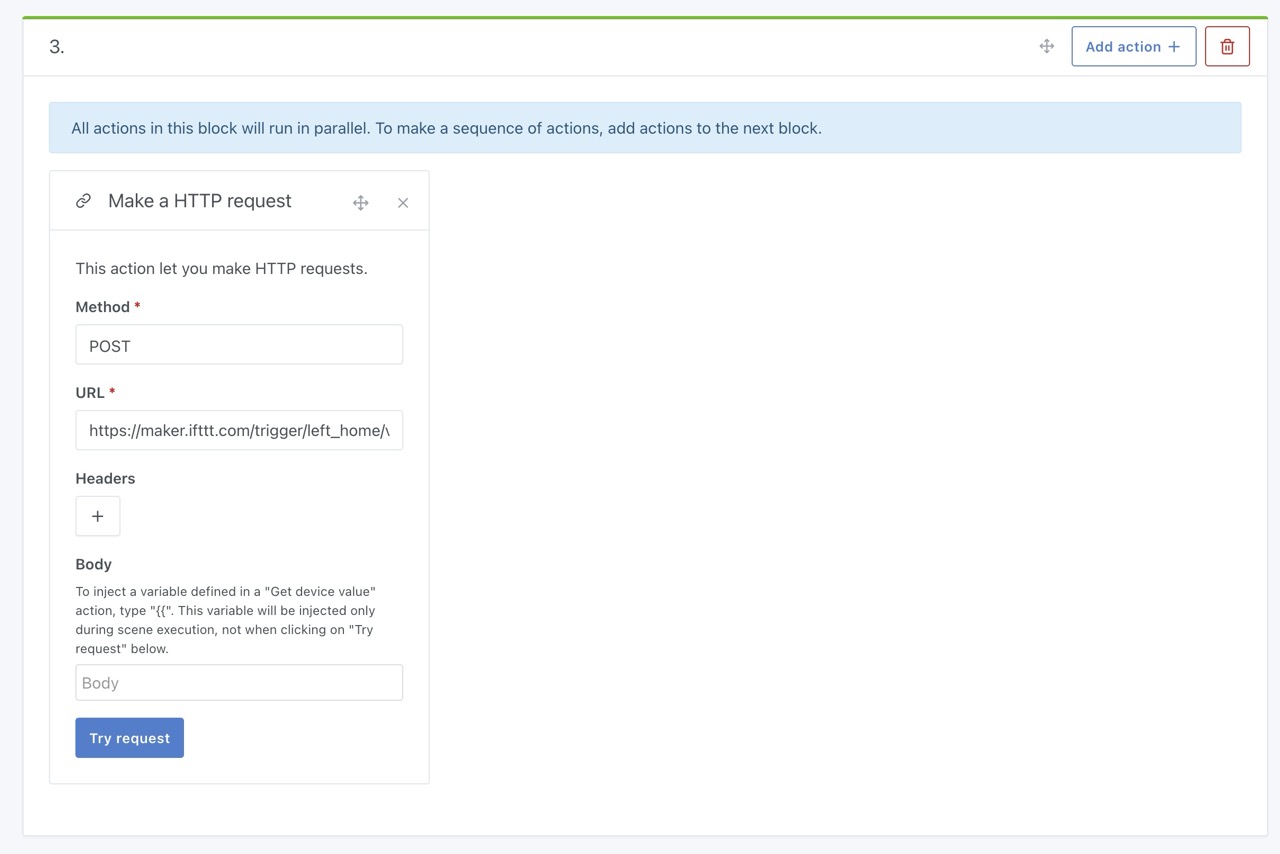 3.
Add action +
All actions in this block will run in parallel. To make a sequence of actions, add actions to the next block.
Make a HTTP request
This action let you make HTTP requests.
Method *
POST
URL *
https://maker.ifttt.com/trigger/left_home/
Headers
+
Body
To inject a variable defined in a "Get device value"
action, type "{{". This variable will be injected only
during scene execution, not when clicking on "Try
request" below.
Body
Try request